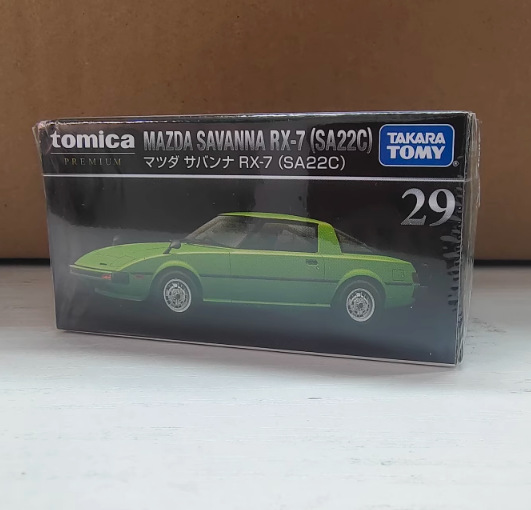 tomica MAZDA SAVANNA RX-7 (SA22C)
PREMIUM マツダ サバンナ RX-7 (SA22C)
TAKARA
TOMY
29